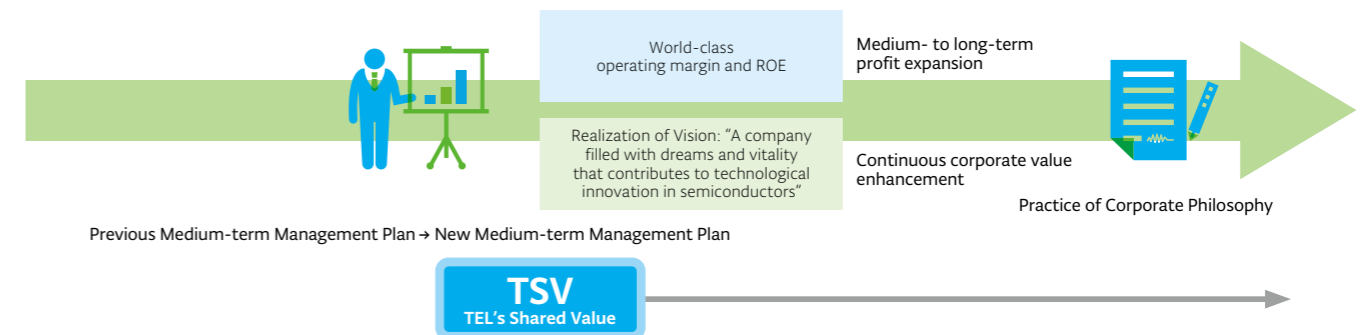 World-class
operating margin and ROE
Medium- to long-term
profit expansion
Realization of Vision: “A company
filled with dreams and vitality
that contributes to technological
innovation in semiconductors”
Continuous corporate value
enhancement
Practice of Corporate Philosophy
Previous Medium-term Management Plan → New Medium-term Management Plan
TSV
TEL’s Shared Value